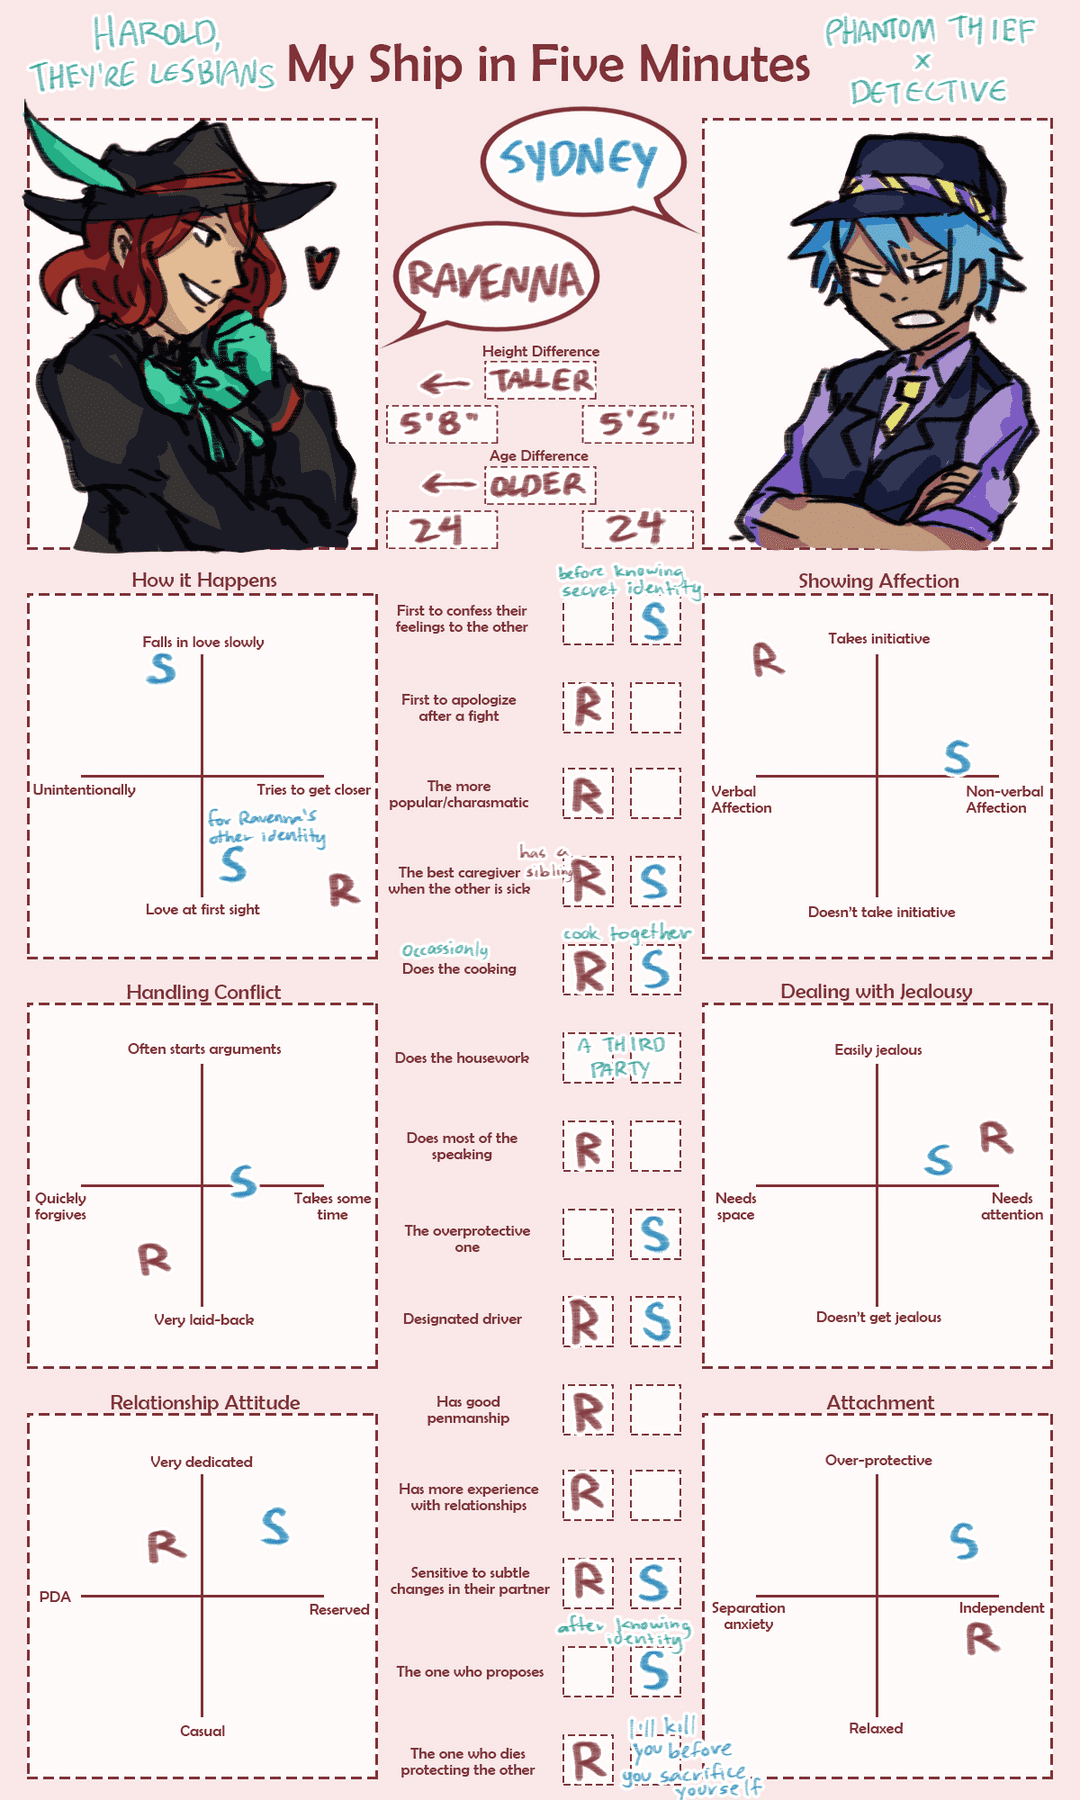 HAROLD,
THEY'RE LESBIANS
My Ship in Five Minutes
PHANTOM THIEF
x
DETECTIVE
SYDNEY
RAVENNA
Height Difference
← TALLER
5'8"
5'5"
Age Difference
← OLDER
24
24
How it Happens
Falls in love slowly
S
Unintentionally
Tries to get closer
for Ravenna's
other identity
S
R
Love at first sight
before knowing
secret identity
First to confess their
feelings to the other
S
First to apologize
after a fight
R
The more
popular/charasmatic
R
has a
sibling
The best caregiver
when the other is sick
R
S
Occassionly
cook together
Does the cooking
R
S
Does the housework
A THIRD
PARTY
Does most of the
speaking
R
The overprotective
one
S
Designated driver
R
S
Has good
penmanship
R
Has more experience
with relationships
R
Sensitive to subtle
changes in their partner
R
S
after knowing
identity
The one who proposes
S
The one who dies
protecting the other
R
I'll kill
you before
you sacrifice
yourself
Showing Affection
Takes initiative
R
S
Verbal
Affection
Non-verbal
Affection
Doesn't take initiative
Handling Conflict
Often starts arguments
S
Quickly
forgives
Takes some
time
R
Very laid-back
Dealing with Jealousy
Easily jealous
R
S
Needs
space
Needs
attention
Doesn't get jealous
Relationship Attitude
Very dedicated
S
R
PDA
Reserved
Casual
Attachment
Over-protective
S
Separation
anxiety
Independent
R
Relaxed